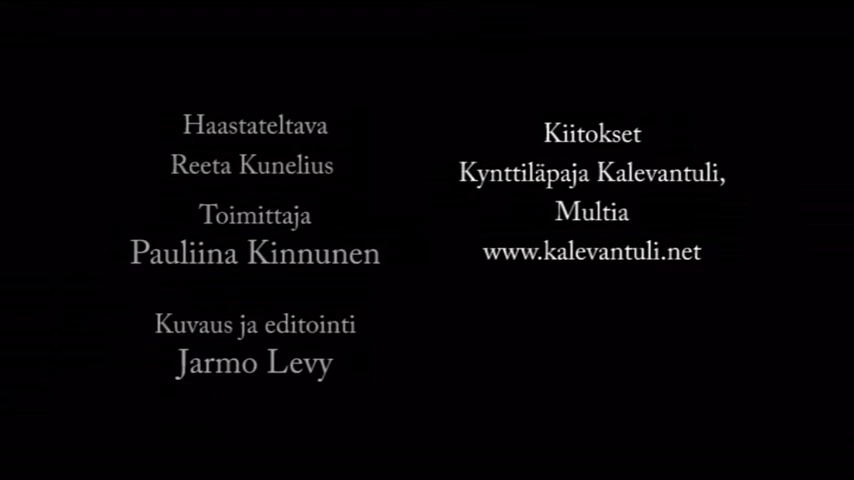 Haastateltava
Reeta Kunelius
Toimittaja
Pauliina Kinnunen
Kuvaus ja editointi
Jarmo Levy
Kiitokset
Kynttiläpaja Kalevantuli,
Multia
www.kalevantuli.net